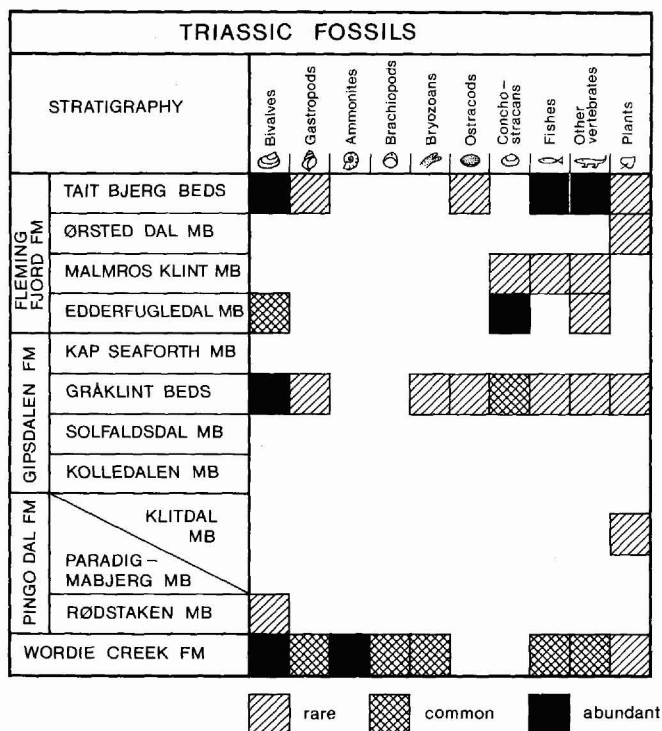 TRIASSIC FOSSILS
STRATIGRAPHY
Bivalves
Gastropods
Ammonites
Brachiopods
Bryozoans
Ostracods
Concho-
stracans
Fishes
Other
vertebrates
Plants
FLEMING
FJORD FM
TAIT BJERG BEDS
ØRSTED DAL MB
MALMROS KLINT MB
EDDERFUGLEDAL MB
GIPSDALEN FM
KAP SEAFORTH MB
GRÅKLINT BEDS
SOLFALDSDAL MB
KOLLEDALEN MB
PINGO DAL FM
KLITDAL
MB
PARADIG-
MABJERG MB
RØDSTAKEN MB
WORDIE CREEK FM
rare
common
abundant